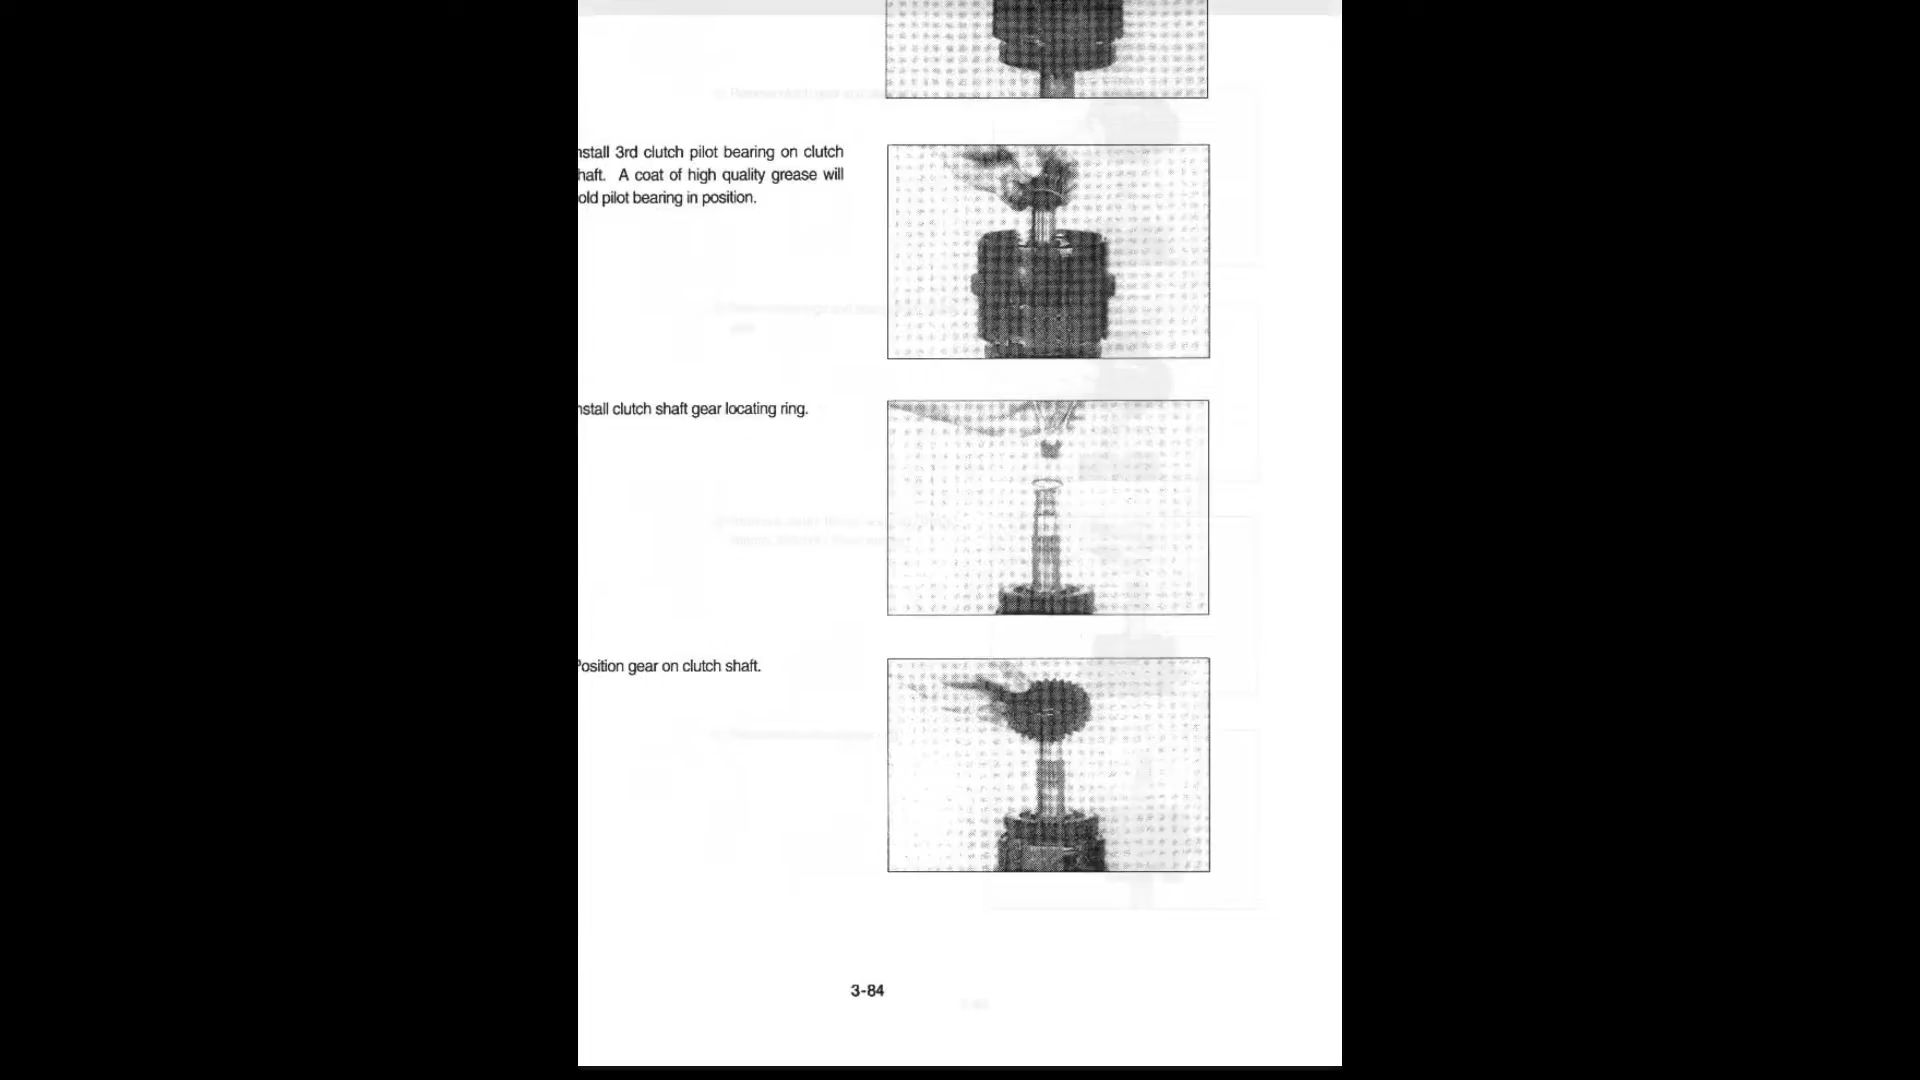 nstall 3rd clutch pilot bearing on clutch
haft. A coat of high quality grease will
old pilot bearing in position.
nstall clutch shaft gear locating ring.
Position gear on clutch shaft.
3-84